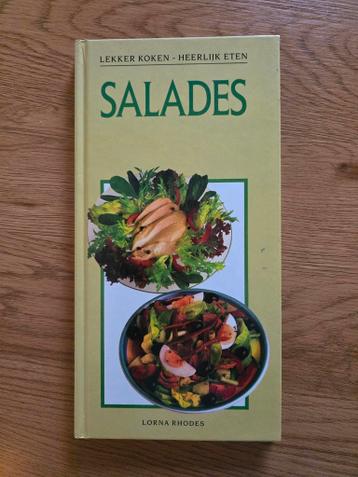 LEKKER KOKEN - HEERLIJK ETEN
SALADES
LORNA RHODES